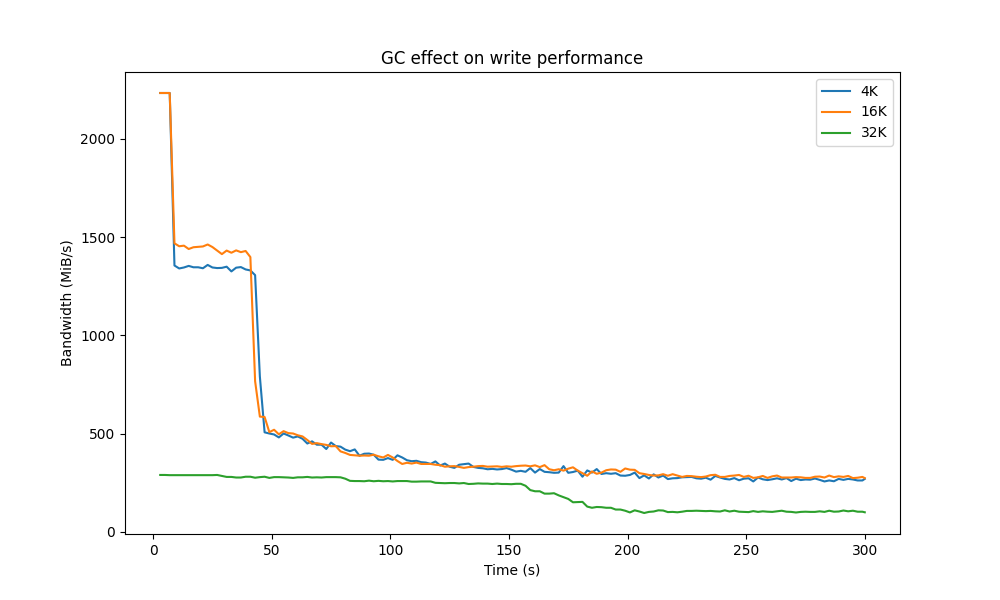 GC effect on write performance
4K
16K
32K
Bandwidth (MiB/s)
2000
1500
1000
500
0
0 50 100 150 200 250 300
Time (s)